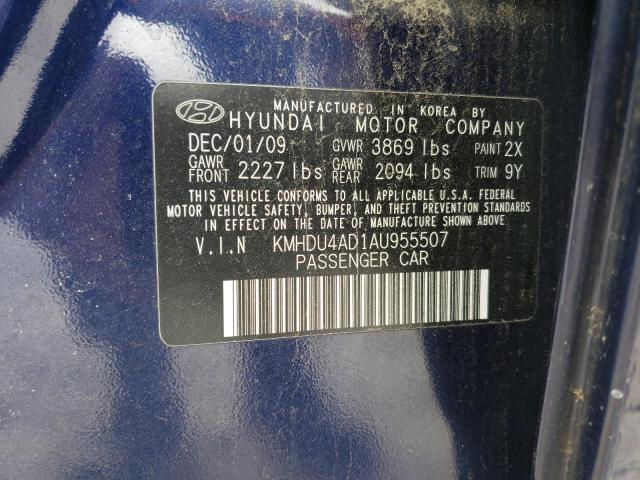 MANUFACTURED IN KOREA BY
HYUNDAI MOTOR COMPANY
DEC/01/09 GVWR 3869 lbs PAINT 2X
GAWR FRONT 2227 lbs GAWR REAR 2094 lbs TRIM 9Y
THIS VEHICLE CONFORMS TO ALL APPLICABLE U.S.A. FEDERAL
MOTOR VEHICLE SAFETY, BUMPER, AND THEFT PREVENTION STANDARDS
IN EFFECT ON THE DATE OF MANUFACTURE SHOWN ABOVE.
V.I.N KMHDU4AD1AU955507
PASSENGER CAR